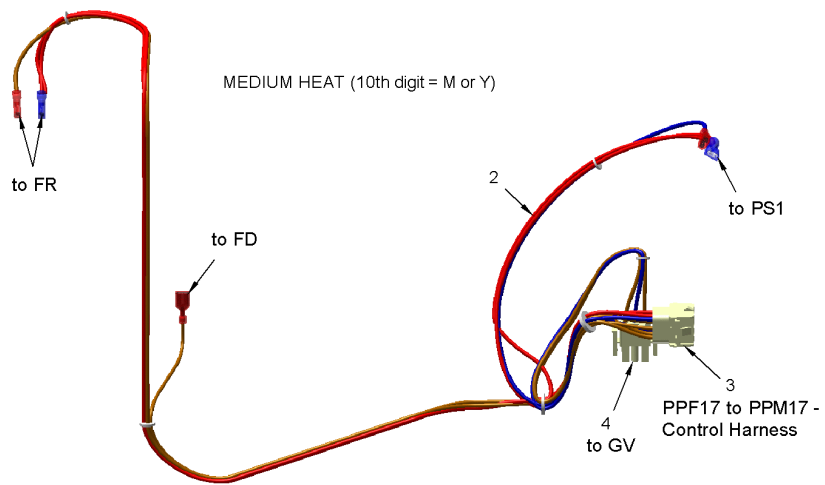 MEDIUM HEAT (10th digit = M or Y)
to FR
2
to PS1
to FD
3
PPF17 to PPM17 -
Control Harness
4
to GV